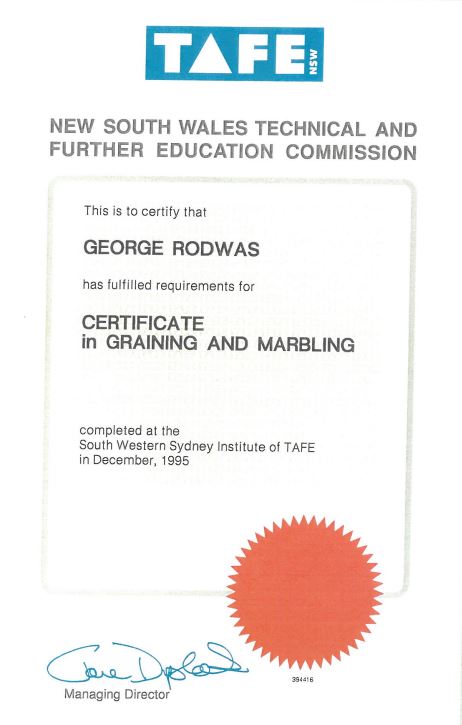 TAFE NSW
NEW SOUTH WALES TECHNICAL AND
FURTHER EDUCATION COMMISSION
This is to certify that
GEORGE RODWAS
has fulfilled requirements for
CERTIFICATE
in GRAINING AND MARBLING
completed at the
South Western Sydney Institute of TAFE
in December, 1995
Managing Director
394416